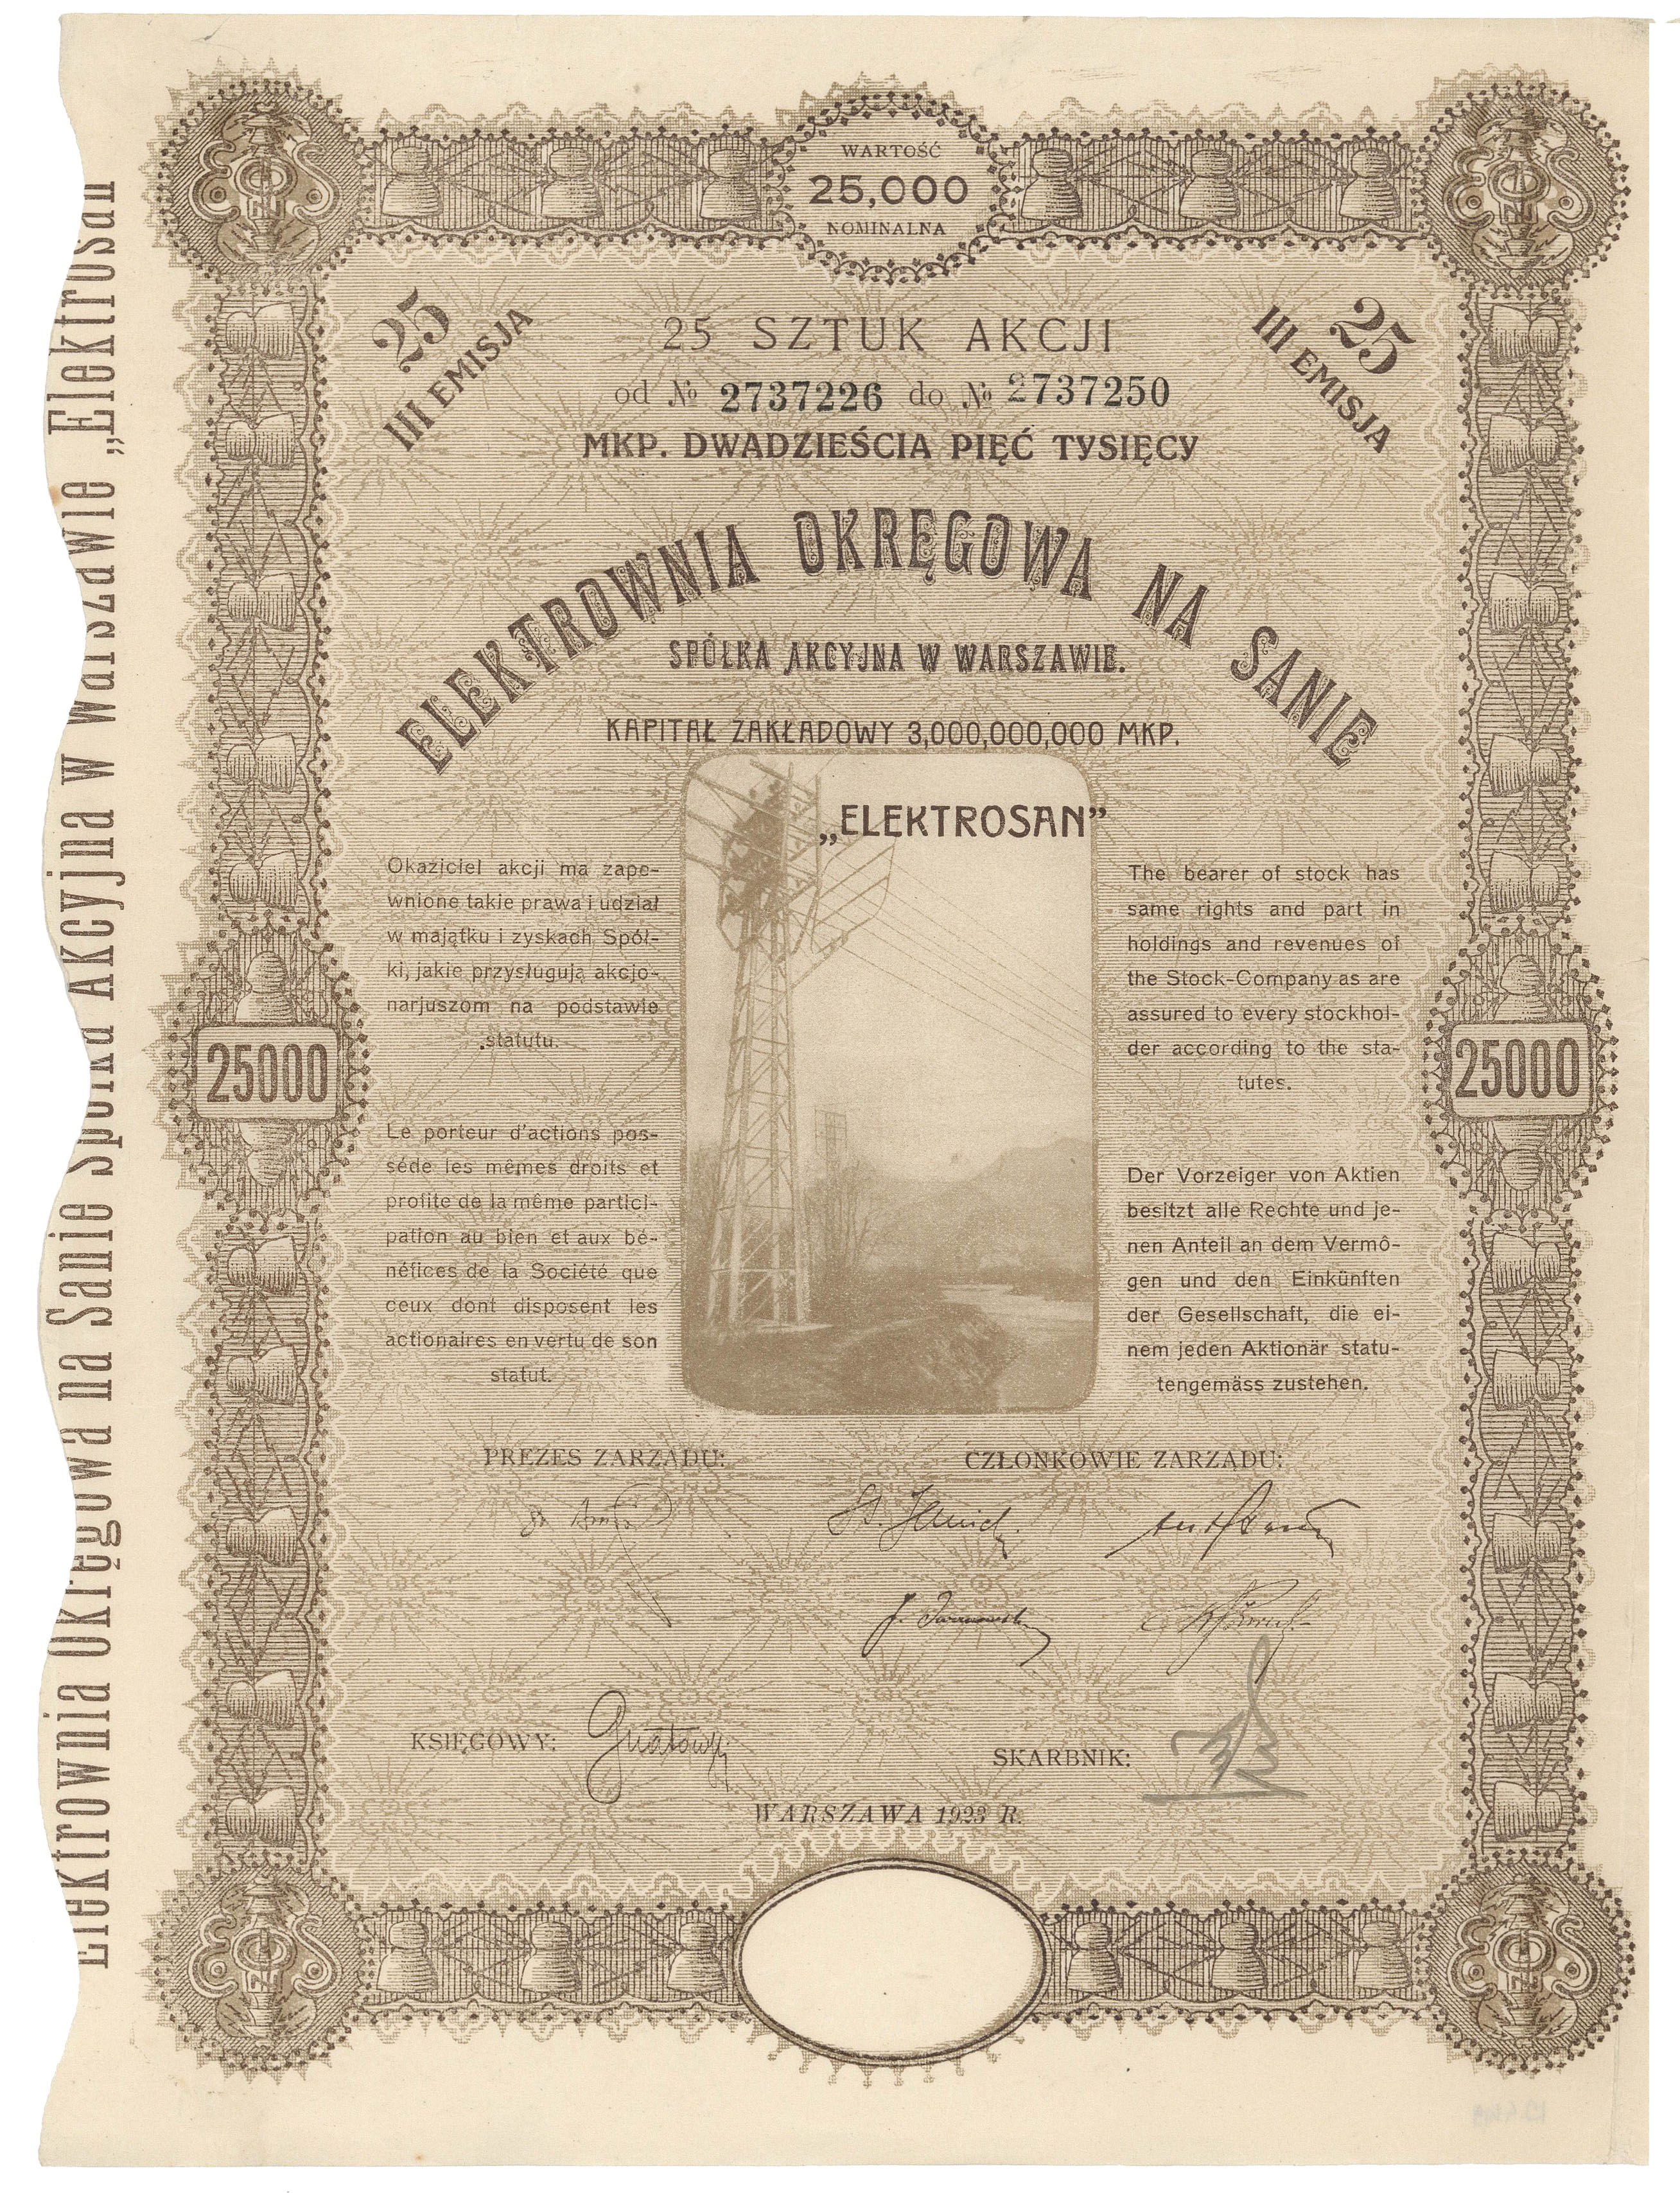 WARTOŚĆ
25,000
NOMINALNA
25
III EMISJA
25
III EMISJA
25 SZTUK AKCJI
od № 2737226 do № 2737250
MKP. DWADZIEŚCIA PIĘĆ TYSIĘCY
ELEKTROWNIA OKRĘGOWA NA SANIE
SPÓŁKA AKCYJNA W WARSZAWIE.
KAPITAŁ ZAKŁADOWY 3,000,000,000 MKP.
„ELEKTROSAN”
Okaziciel akcji ma zape-
wnione takie prawa i udział
w majątku i zyskach Spół-
ki, jakie przysługują akcjo-
narjuszom na podstawie
statutu.
Le porteur d'actions pos-
séde les mêmes droits et
profite de la même partici-
pation au bien et aux bé-
néfices de la Société que
ceux dont disposent les
actionaires en vertu de son
statut.
The bearer of stock has
same rights and part in
holdings and revenues of
the Stock-Company as are
assured to every stockhol-
der according to the sta-
tutes.
Der Vorzeiger von Aktien
besitzt alle Rechte und je-
nen Anteil an dem Vermö-
gen und den Einkünften
der Gesellschaft, die ei-
nem jeden Aktionär statu-
tengemäss zustehen.
25000
25000
PREZES ZARZĄDU:
CZŁONKOWIE ZARZĄDU:
KSIĘGOWY:
SKARBNIK:
WARSZAWA 1923 R.
Elektrownia Okręgowa na Sanie Spółka Akcyjna w Warszawie „Elektrosan